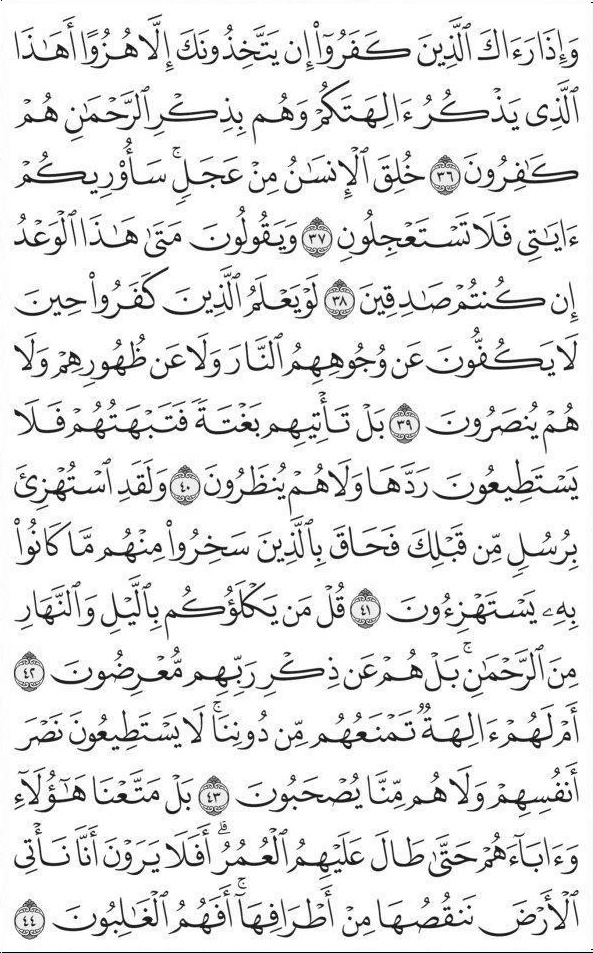 وَإِذَا رَءَاكَ ٱلَّذِينَ كَفَرُوٓا۟ إِن يَتَّخِذُونَكَ إِلَّا هُزُوًا أَهَٰذَا
ٱلَّذِى يَذْكُرُ ءَالِهَتَكُمْ وَهُم بِذِكْرِ ٱلرَّحْمَٰنِ هُمْ
كَٰفِرُونَ ٣٦ خُلِقَ ٱلْإِنسَٰنُ مِنْ عَجَلٍۢ ۚ سَأُو۟رِيكُمْ
ءَايَٰتِى فَلَا تَسْتَعْجِلُونِ ٣٧ وَيَقُولُونَ مَتَىٰ هَٰذَا ٱلْوَعْدُ
إِن كُنتُمْ صَٰدِقِينَ ٣٨ لَوْ يَعْلَمُ ٱلَّذِينَ كَفَرُوا۟ حِينَ
لَا يَكُفُّونَ عَن وُجُوهِهِمُ ٱلنَّارَ وَلَا عَن ظُهُورِهِمْ وَلَا
هُمْ يُنصَرُونَ ٣٩ بَلْ تَأْتِيهِم بَغْتَةًۭ فَتَبْهَتُهُمْ فَلَا
يَسْتَطِيعُونَ رَدَّهَا وَلَا هُمْ يُنظَرُونَ ٤٠ وَلَقَدِ ٱسْتُهْزِئَ
بِرُسُلٍۢ مِّن قَبْلِكَ فَحَاقَ بِٱلَّذِينَ سَخِرُوا۟ مِنْهُم مَّا كَانُوا۟
بِهِۦ يَسْتَهْزِءُونَ ٤١ قُلْ مَن يَكْلَؤُكُم بِٱلَّيْلِ وَٱلنَّهَارِ
مِنَ ٱلرَّحْمَٰنِ ۚ بَلْ هُمْ عَن ذِكْرِ رَبِّهِم مُّعْرِضُونَ ٤٢
أَمْ لَهُمْ ءَالِهَةٌۭ تَمْنَعُهُم مِّن دُونِنَا ۚ لَا يَسْتَطِيعُونَ نَصْرَ
أَنفُسِهِمْ وَلَا هُم مِّنَّا يُصْحَبُونَ ٤٣ بَلْ مَتَّعْنَا هَٰٓؤُلَآءِ
وَءَابَآءَهُمْ حَتَّىٰ طَالَ عَلَيْهِمُ ٱلْعُمُرُ ۗ أَفَلَا يَرَوْنَ أَنَّا نَأْتِى
ٱلْأَرْضَ نَنقُصُهَا مِنْ أَطْرَافِهَآ ۚ أَفَهُمُ ٱلْغَٰلِبُونَ ٤٤